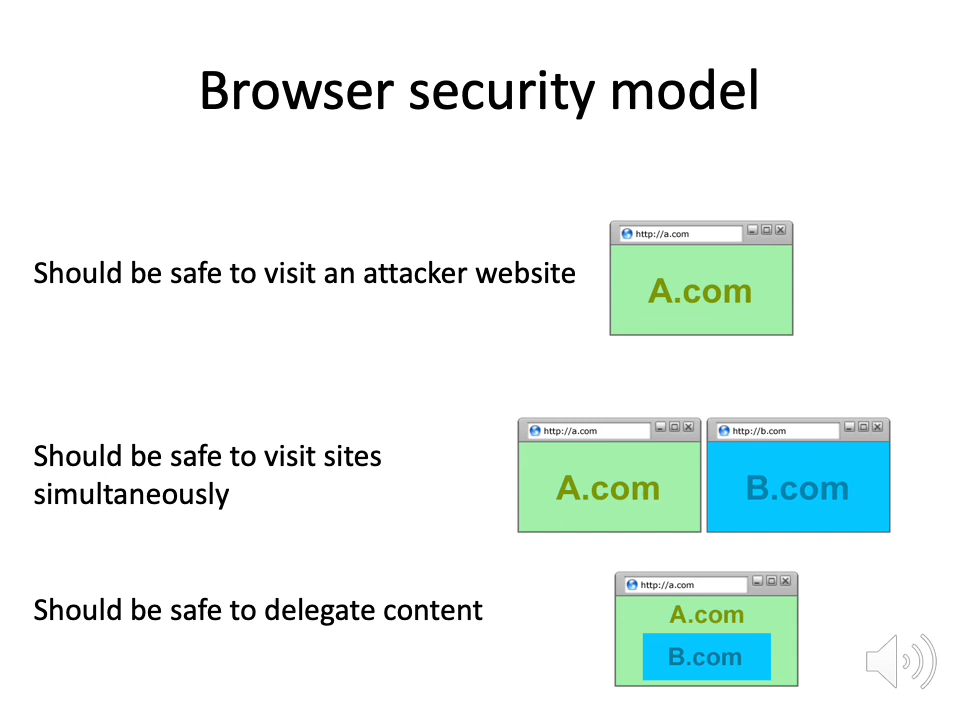 Browser security model
Should be safe to visit an attacker website
http://a.com
A.com
Should be safe to visit sites
simultaneously
http://a.com
A.com
http://b.com
B.com
Should be safe to delegate content
http://a.com
A.com
B.com